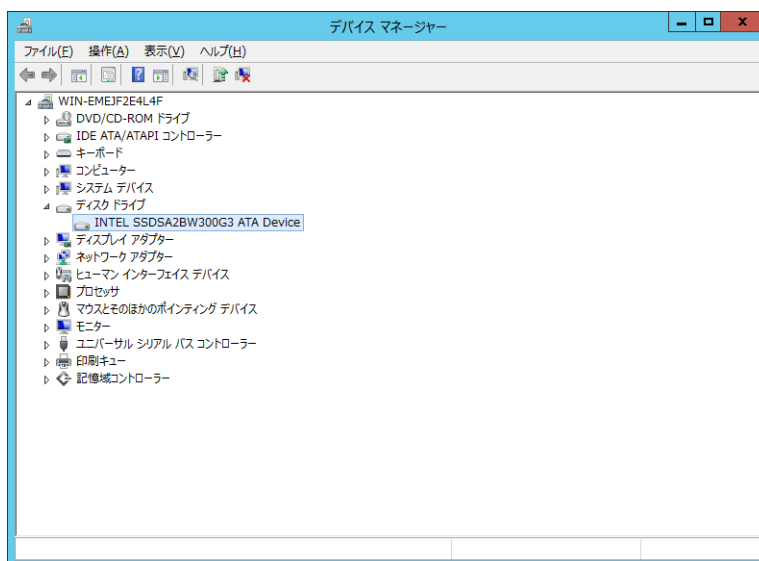 デバイス マネージャー
ファイル(F) 操作(A) 表示(V) ヘルプ(H)
WIN-EMEJF2E4L4F
DVD/CD-ROM ドライブ
IDE ATA/ATAPI コントローラー
キーボード
コンピューター
システム デバイス
ディスク ドライブ
INTEL SSDSA2BW300G3 ATA Device
ディスプレイ アダプター
ネットワーク アダプター
ヒューマン インターフェイス デバイス
プロセッサ
マウスとそのほかのポインティング デバイス
モニター
ユニバーサル シリアル バス コントローラー
印刷キュー
記憶域コントローラー